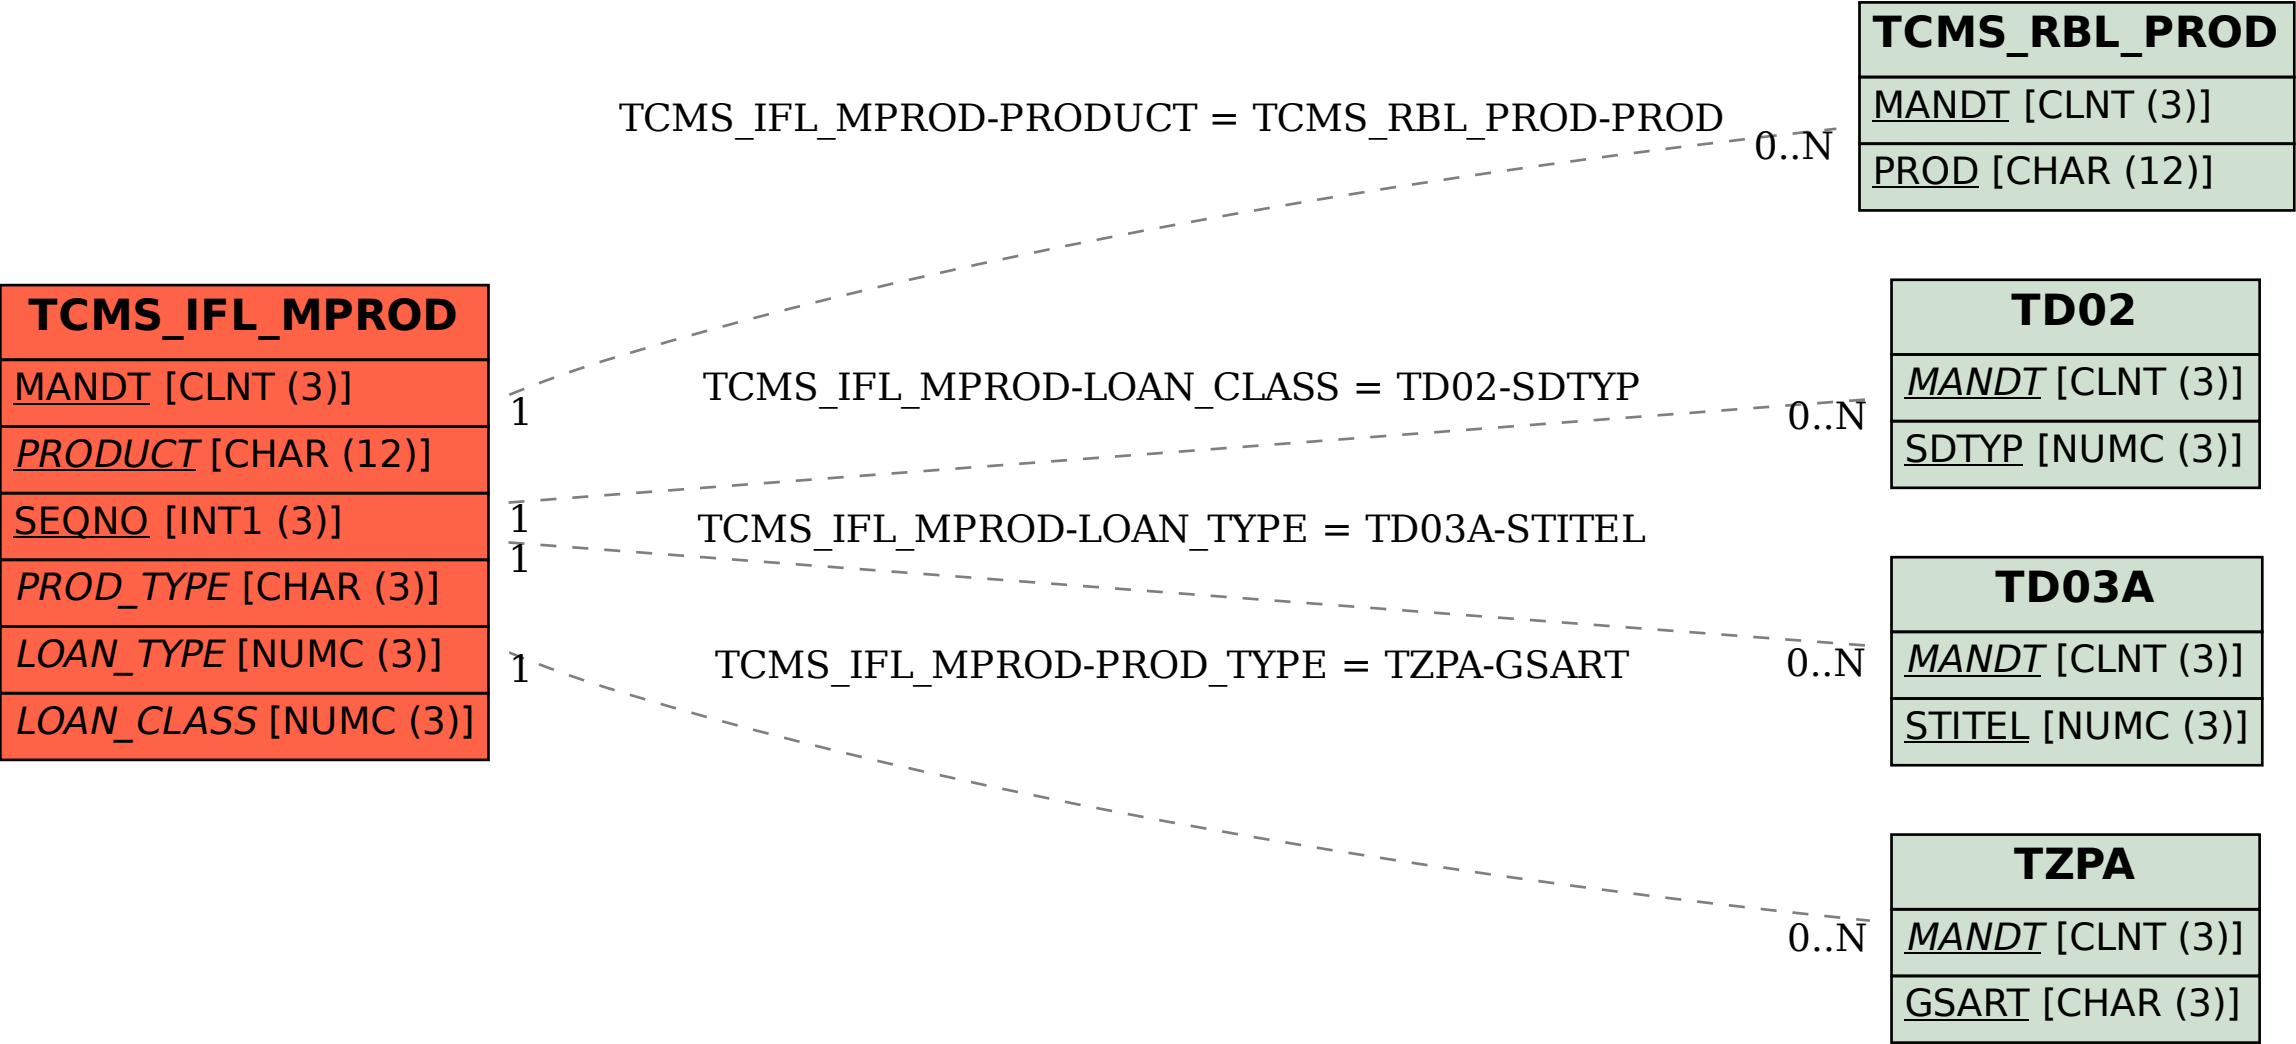 TCMS_IFL_MPROD
MANDT [CLNT (3)]
PRODUCT [CHAR (12)]
SEQNO [INT1 (3)]
PROD_TYPE [CHAR (3)]
LOAN_TYPE [NUMC (3)]
LOAN_CLASS [NUMC (3)]
TCMS_IFL_MPROD-PRODUCT = TCMS_RBL_PROD-PROD
0..N
1
TCMS_IFL_MPROD-LOAN_CLASS = TD02-SDTYP
0..N
1
TCMS_IFL_MPROD-LOAN_TYPE = TD03A-STITEL
1
0..N
TCMS_IFL_MPROD-PROD_TYPE = TZPA-GSART
1
0..N
TCMS_RBL_PROD
MANDT [CLNT (3)]
PROD [CHAR (12)]
TD02
MANDT [CLNT (3)]
SDTYP [NUMC (3)]
TD03A
MANDT [CLNT (3)]
STITEL [NUMC (3)]
TZPA
MANDT [CLNT (3)]
GSART [CHAR (3)]